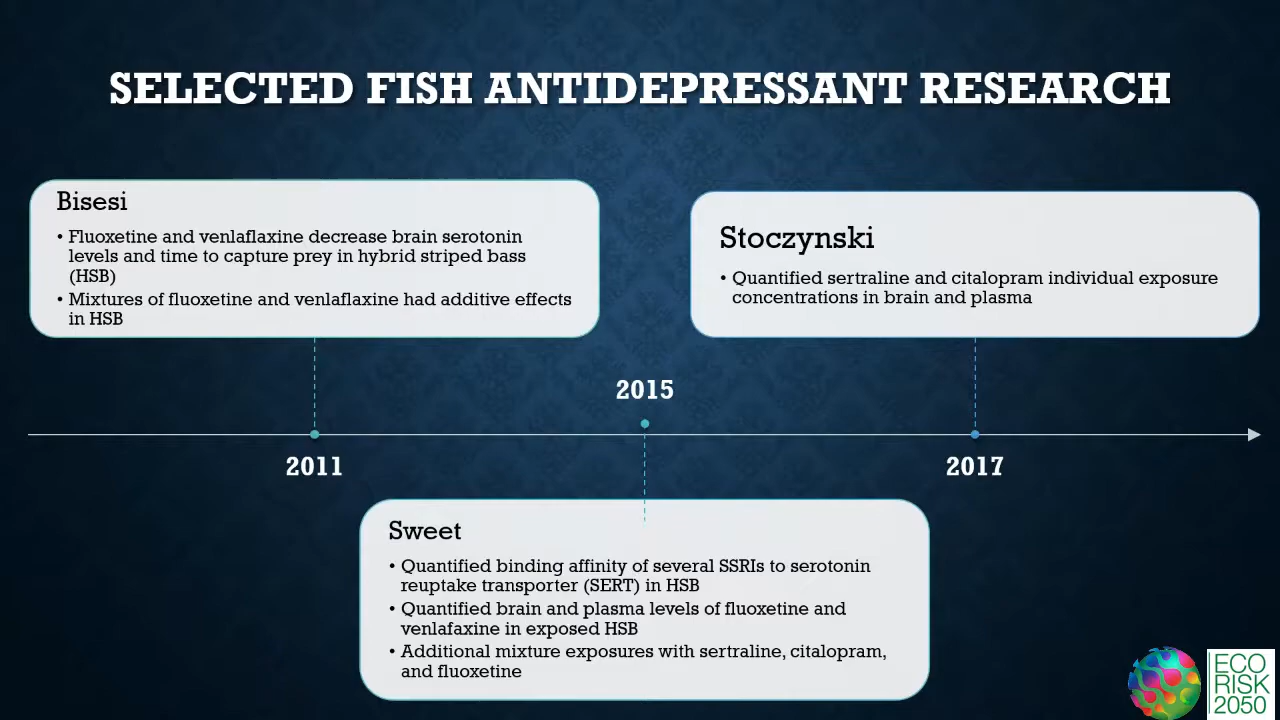 SELECTED FISH ANTIDEPRESSANT RESEARCH
Bisesi
• Fluoxetine and venlaflaxine decrease brain serotonin
levels and time to capture prey in hybrid striped bass
(HSB)
• Mixtures of fluoxetine and venlaflaxine had additive effects
in HSB
Stoczynski
• Quantified sertraline and citalopram individual exposure
concentrations in brain and plasma
2015
2011
2017
Sweet
• Quantified binding affinity of several SSRIs to serotonin
reuptake transporter (SERT) in HSB
• Quantified brain and plasma levels of fluoxetine and
venlafaxine in exposed HSB
• Additional mixture exposures with sertraline, citalopram,
and fluoxetine
ECO
RISK
2050